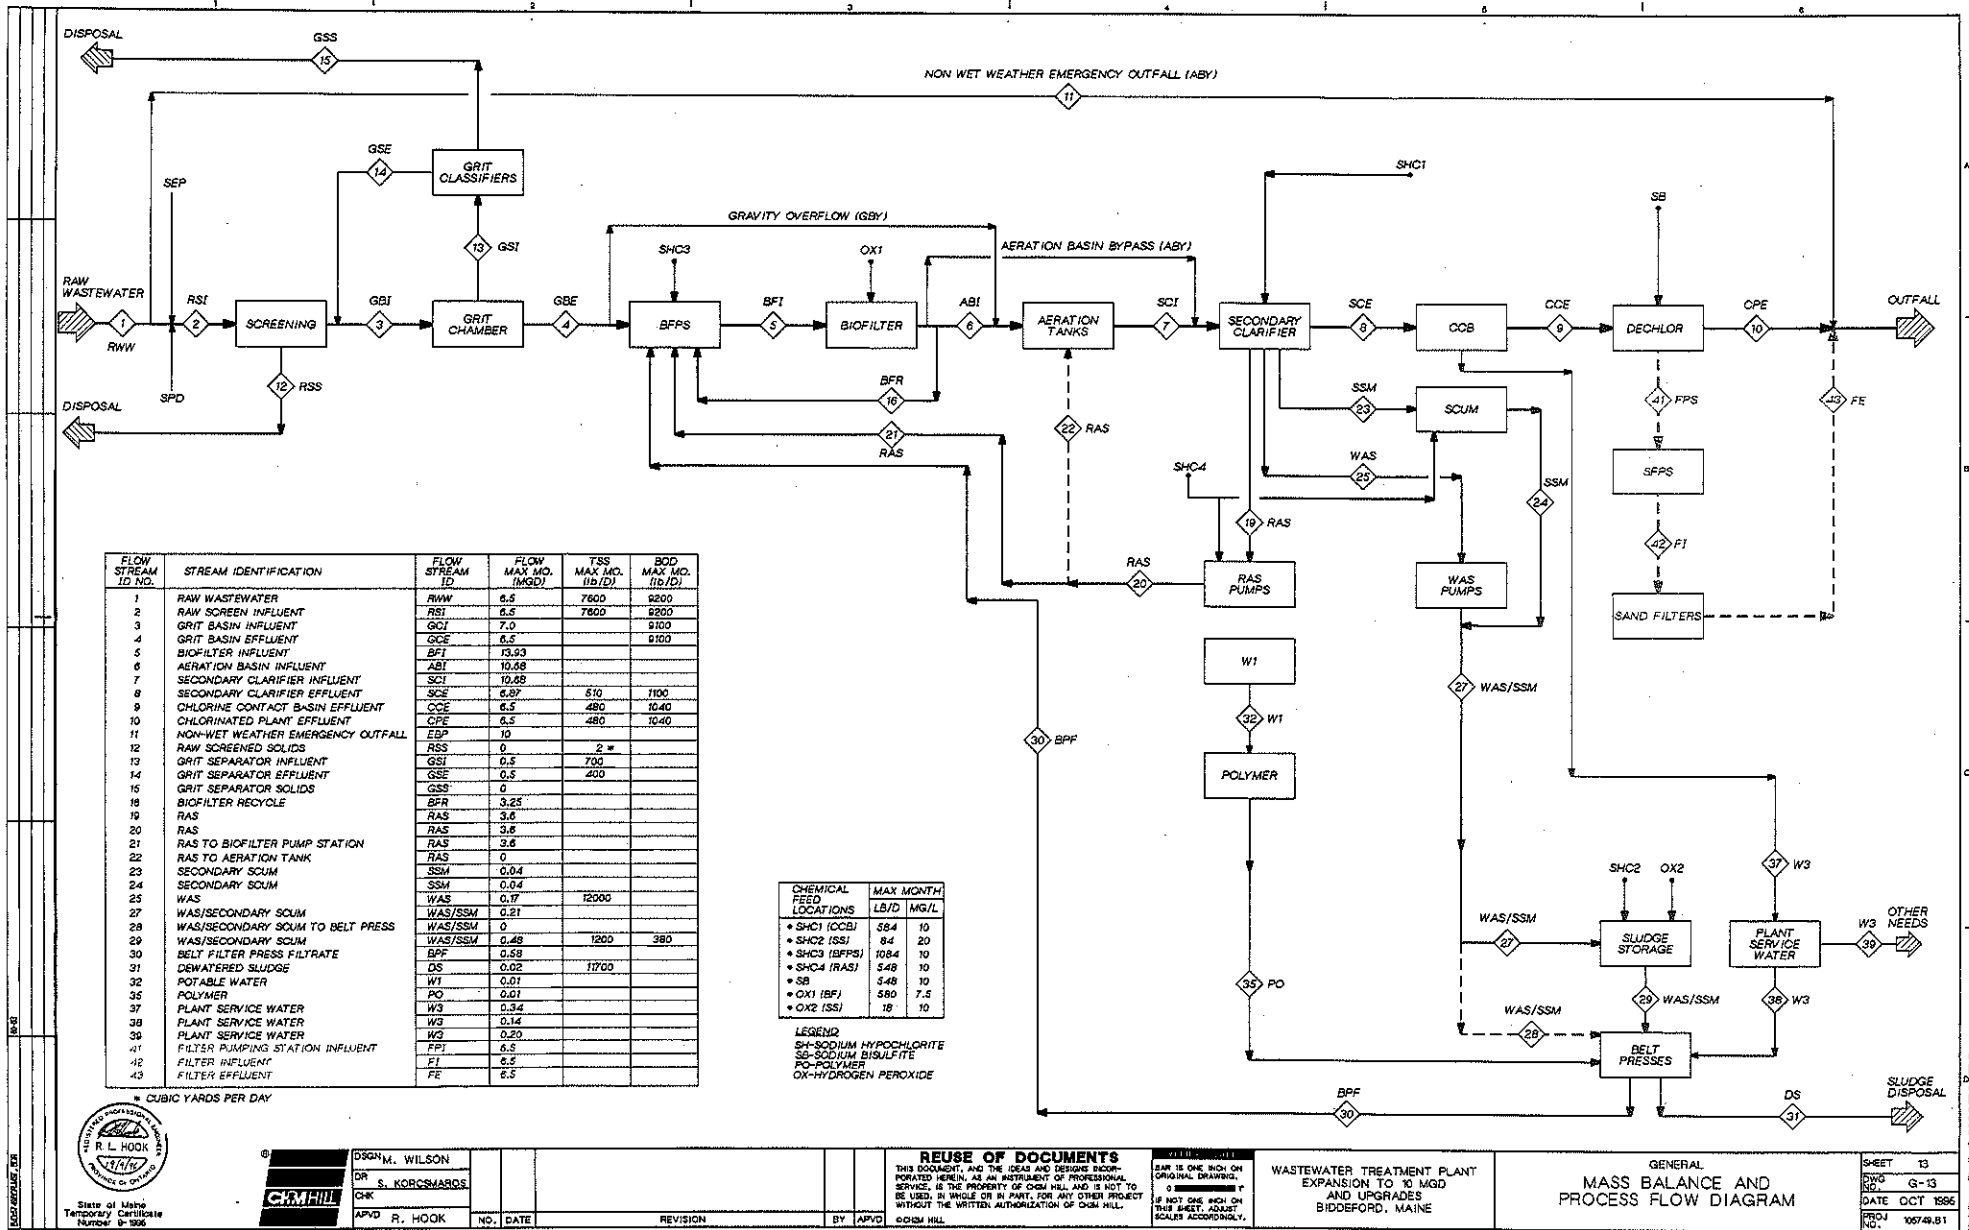 DISPOSAL
GSS
15
NON WET WEATHER EMERGENCY OUTFALL (ABY)
11
GSE
14
GRIT
CLASSIFIERS
SEP
SHC1
SB
13 GSI
GRAVITY OVERFLOW (GBY)
SHC3
OX1
AERATION BASIN BYPASS (ABY)
RAW
WASTEWATER
1
RWW
RSI
2
SCREENING
GBI
3
GRIT
CHAMBER
GBE
4
BFPS
BFI
5
BIOFILTER
ABI
6
AERATION
TANKS
SCI
7
SECONDARY
CLARIFIER
SCE
8
CCB
CCE
9
DECHLOR
CPE
10
OUTFALL
12 RSS
SPD
DISPOSAL
BFR
16
21
RAS
22 RAS
SSM
23
SCUM
41 FPS
43 FE
SHC4
WAS
25
SSM
24
SFPS
19 RAS
42 FI
RAS
20
RAS
PUMPS
WAS
PUMPS
SAND FILTERS
W1
32 W1
POLYMER
27 WAS/SSM
30 BPF
35 PO
37 W3
SHC2 OX2
WAS/SSM
27
SLUDGE
STORAGE
PLANT
SERVICE
WATER
W3
39
OTHER
NEEDS
29 WAS/SSM
38 W3
WAS/SSM
28
BELT
PRESSES
BPF
30
DS
31
SLUDGE
DISPOSAL
FLOW STREAM ID NO. STREAM IDENTIFICATION FLOW STREAM ID FLOW MAX MO. (MGD) TSS MAX MO. (lb/D) BOD MAX MO. (lb/D)
1 RAW WASTEWATER RWW 6.5 7600 9200
2 RAW SCREEN INFLUENT RSI 6.5 7600 9200
3 GRIT BASIN INFLUENT GCI 7.0 9100
4 GRIT BASIN EFFLUENT GCE 6.5 9100
5 BIOFILTER INFLUENT BFI 13.93
6 AERATION BASIN INFLUENT ABI 10.68
7 SECONDARY CLARIFIER INFLUENT SCI 10.68
8 SECONDARY CLARIFIER EFFLUENT SCE 6.87 510 1100
9 CHLORINE CONTACT BASIN EFFLUENT CCE 6.5 480 1040
10 CHLORINATED PLANT EFFLUENT CPE 6.5 480 1040
11 NON-WET WEATHER EMERGENCY OUTFALL EBP 10
12 RAW SCREENED SOLIDS RSS 0 2 *
13 GRIT SEPARATOR INFLUENT GSI 0.5 700
14 GRIT SEPARATOR EFFLUENT GSE 0.5 400
15 GRIT SEPARATOR SOLIDS GSS 0
16 BIOFILTER RECYCLE BFR 3.25
19 RAS RAS 3.6
20 RAS RAS 3.6
21 RAS TO BIOFILTER PUMP STATION RAS 3.6
22 RAS TO AERATION TANK RAS 0
23 SECONDARY SCUM SSM 0.04
24 SECONDARY SCUM SSM 0.04
25 WAS WAS 0.17 12000
27 WAS/SECONDARY SCUM WAS/SSM 0.21
28 WAS/SECONDARY SCUM TO BELT PRESS WAS/SSM 0
29 WAS/SECONDARY SCUM WAS/SSM 0.48 1200 380
30 BELT FILTER PRESS FILTRATE BPF 0.58
31 DEWATERED SLUDGE DS 0.02 11700
32 POTABLE WATER W1 0.01
35 POLYMER PO 0.01
37 PLANT SERVICE WATER W3 0.34
38 PLANT SERVICE WATER W3 0.14
39 PLANT SERVICE WATER W3 0.20
41 FILTER PUMPING STATION INFLUENT FPI 6.5
42 FILTER INFLUENT FI 6.5
43 FILTER EFFLUENT FE 6.5
* CUBIC YARDS PER DAY
CHEMICAL FEED LOCATIONS MAX MONTH LB/D MG/L
• SHC1 (CCB) 584 10
• SHC2 (SS) 84 20
• SHC3 (BFPS) 1084 10
• SHC4 (RAS) 548 10
• SB 548 10
• OX1 (BF) 580 7.5
• OX2 (SS) 18 10
LEGEND
SH-SODIUM HYPOCHLORITE
SB-SODIUM BISULFITE
PO-POLYMER
OX-HYDROGEN PEROXIDE
REGISTERED PROFESSIONAL ENGINEER
R. L. HOOK
PROVINCE OF ONTARIO
State of Maine
Temporary Certificate
CH2M HILL
DSGN M. WILSON
DR S. KORCSMAROS
CHK
APVD R. HOOK
NO. DATE REVISION BY APVD
REUSE OF DOCUMENTS
THIS DOCUMENT, AND THE IDEAS AND DESIGNS INCOR-
PORATED HEREIN, AS AN INSTRUMENT OF PROFESSIONAL
SERVICE, IS THE PROPERTY OF CH2M HILL AND IS NOT TO
BE USED, IN WHOLE OR IN PART, FOR ANY OTHER PROJECT
WITHOUT THE WRITTEN AUTHORIZATION OF CH2M HILL.
©CH2M HILL
BAR IS ONE INCH ON
ORIGINAL DRAWING.
0 1"
IF NOT ONE INCH ON
THIS SHEET, ADJUST
SCALES ACCORDINGLY.
WASTEWATER TREATMENT PLANT
EXPANSION TO 10 MGD
AND UPGRADES
BIDDEFORD, MAINE
GENERAL
MASS BALANCE AND
PROCESS FLOW DIAGRAM
SHEET 13
DWG NO. G-13
DATE OCT 1996
PROJ NO. 105749.B1